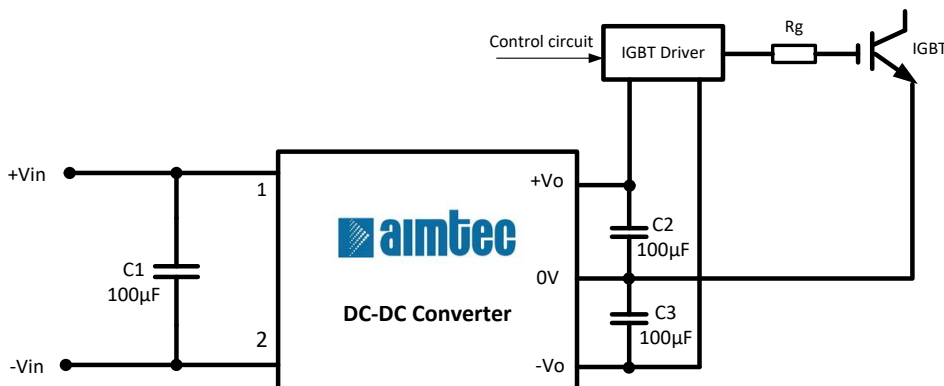 Control circuit
IGBT Driver
Rg
IGBT
+Vin
1
C1
100µF
2
-Vin
aimtec
DC-DC Converter
+Vo
C2
100µF
0V
C3
100µF
-Vo